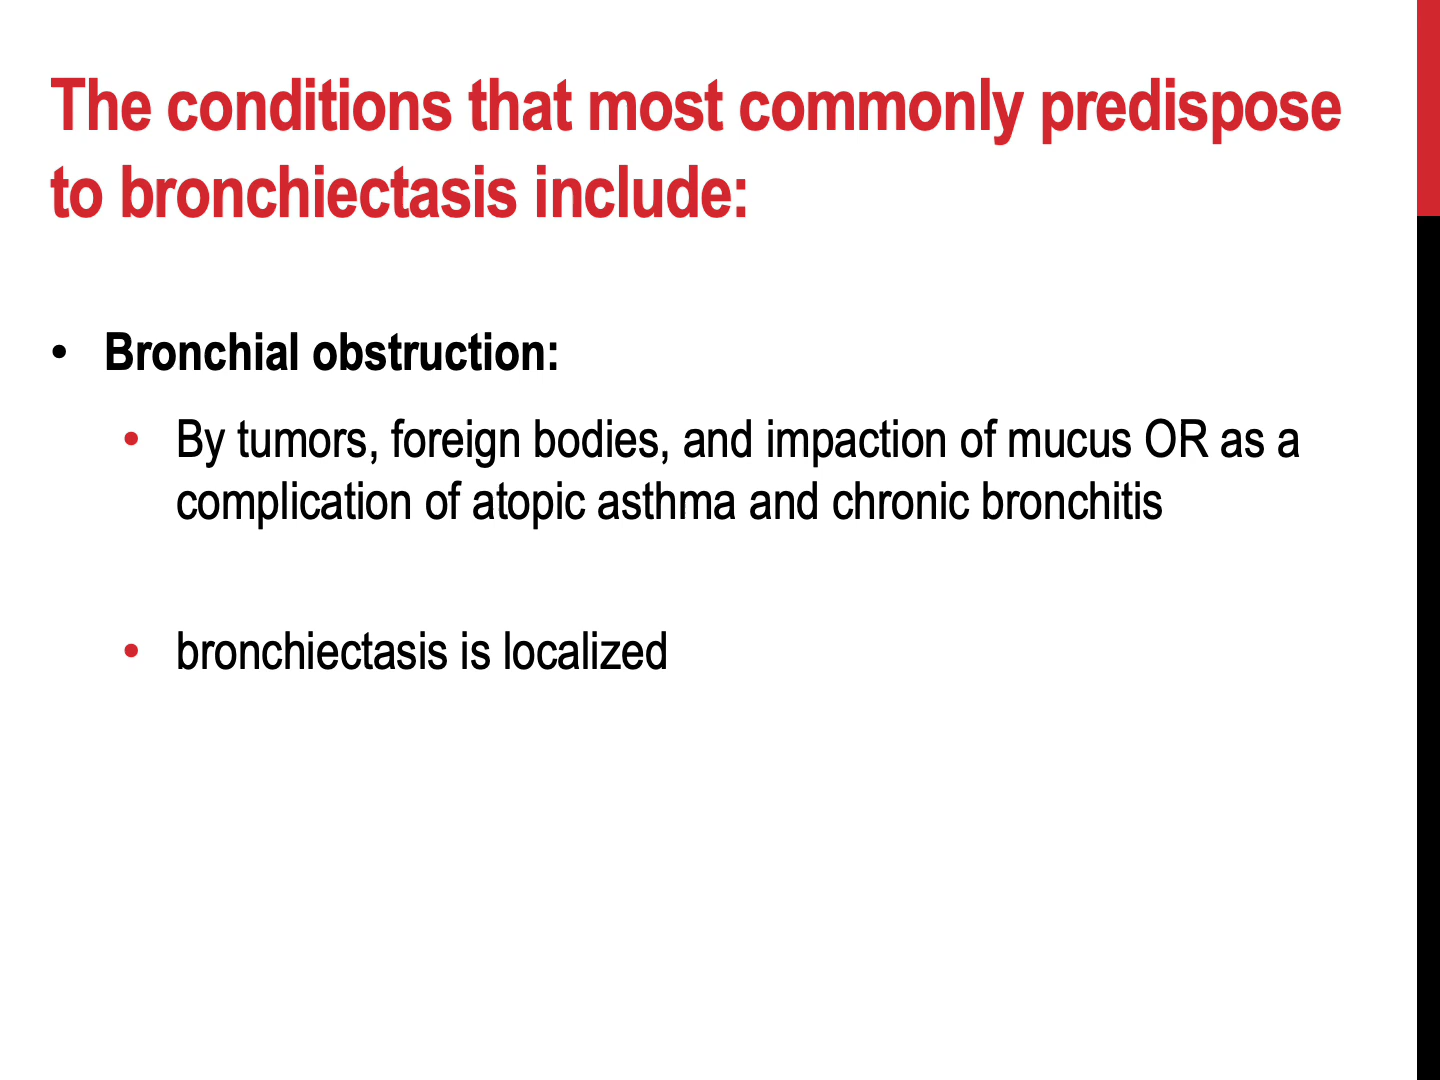 The conditions that most commonly predispose
to bronchiectasis include:
• Bronchial obstruction:
• By tumors, foreign bodies, and impaction of mucus OR as a
complication of atopic asthma and chronic bronchitis
• bronchiectasis is localized